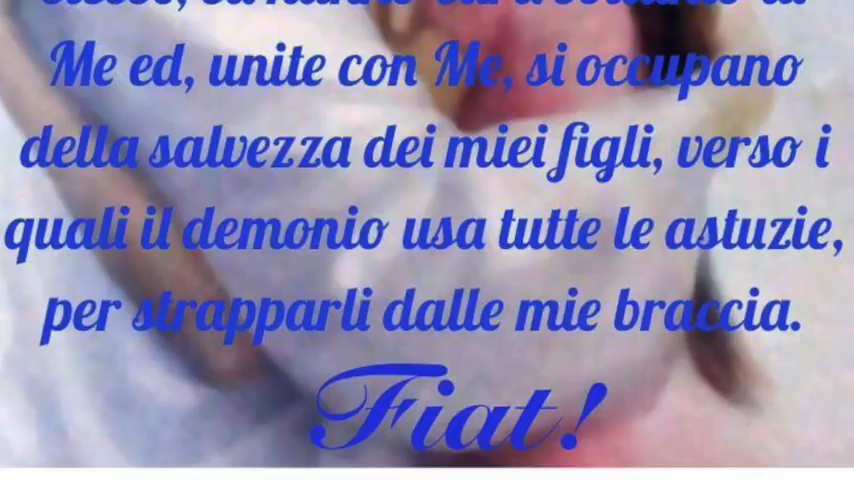 Me ed, unite con Me, si occupano
della salvezza dei miei figli, verso i
quali il demonio usa tutte le astuzie,
per strapparli dalle mie braccia.
Fiat!